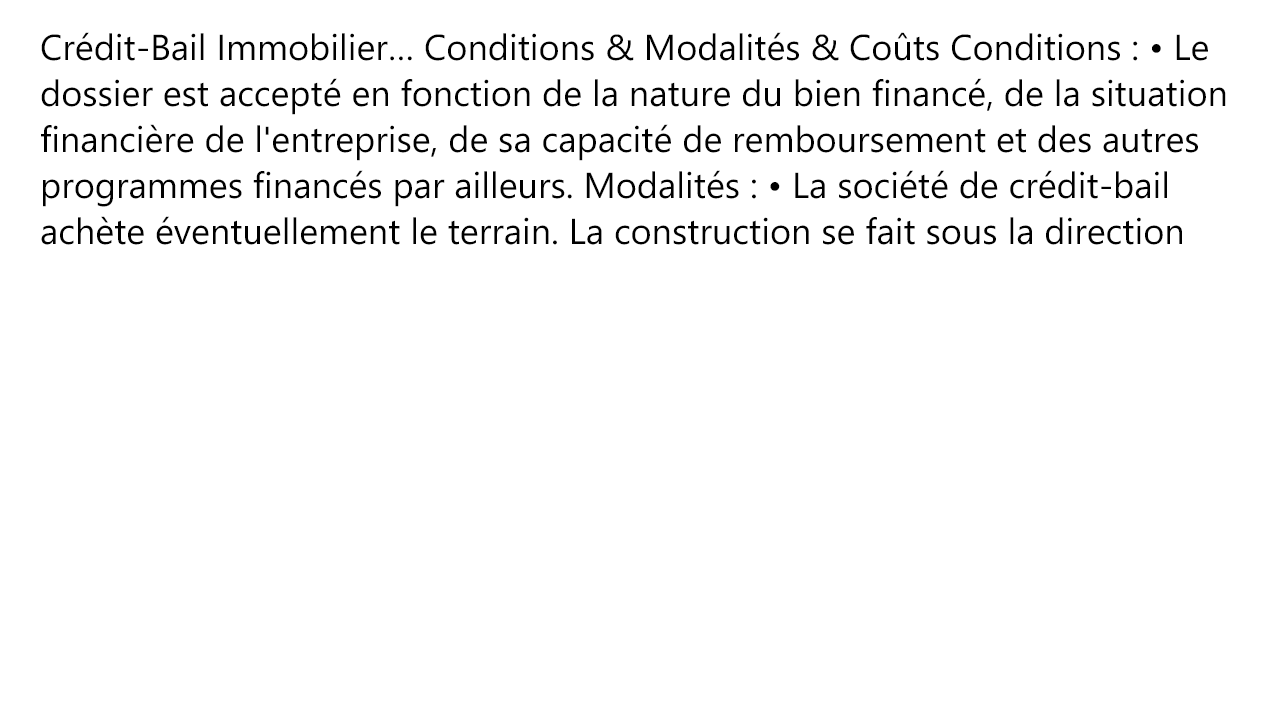 Crédit-Bail Immobilier... Conditions & Modalités & Coûts Conditions : • Le
dossier est accepté en fonction de la nature du bien financé, de la situation
financière de l'entreprise, de sa capacité de remboursement et des autres
programmes financés par ailleurs. Modalités : • La société de crédit-bail
achète éventuellement le terrain. La construction se fait sous la direction